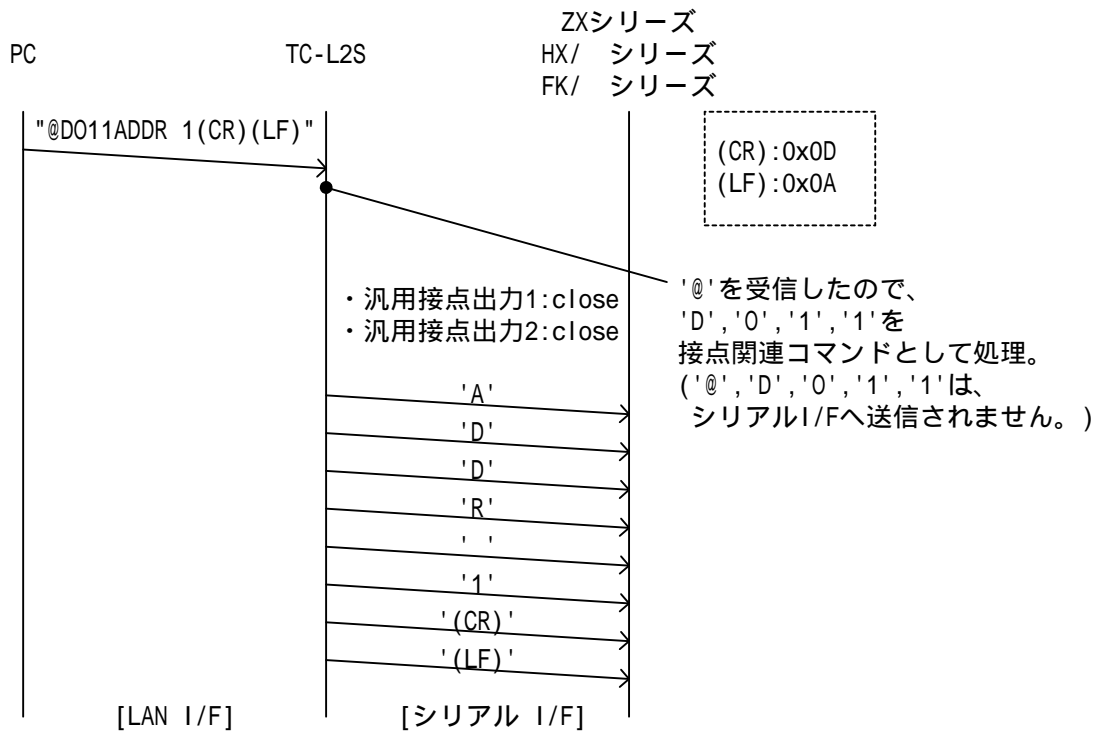 ZXシリーズ
PC TC-L2S HX/ シリーズ
FK/ シリーズ
"@DO11ADDR 1(CR)(LF)"
(CR):0x0D
(LF):0x0A
'@'を受信したので、
'D','O','1','1'を
接点関連コマンドとして処理。
('@','D','O','1','1'は、
シリアルI/Fへ送信されません。)
・汎用接点出力1:close
・汎用接点出力2:close
'A'
'D'
'D'
'R'
' '
'1'
'(CR)'
'(LF)'
[LAN I/F] [シリアル I/F]